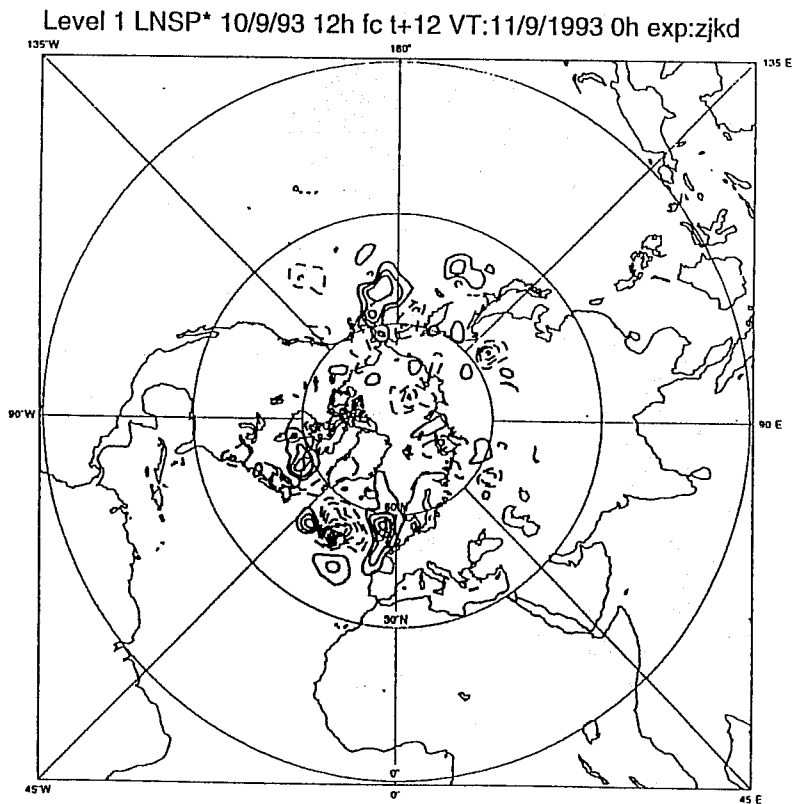 Level 1 LNSP* 10/9/93 12h fc t+12 VT:11/9/1993 0h exp:zjkd
135°W 180° 135 E
90°W 90 E
60°N
30°N
0°
45°W 0° 45 E